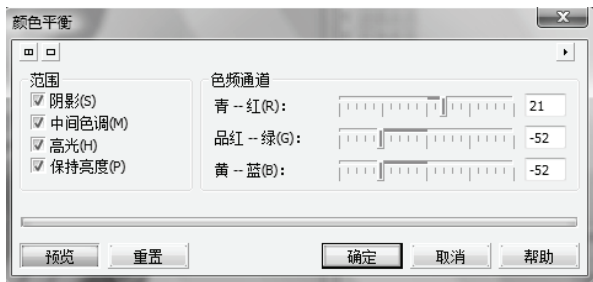 颜色平衡
范围
阴影(S)
中间色调(M)
高光(H)
保持亮度(P)
色频通道
青 -- 红(R): 21
品红 -- 绿(G): -52
黄 -- 蓝(B): -52
预览 重置 确定 取消 帮助